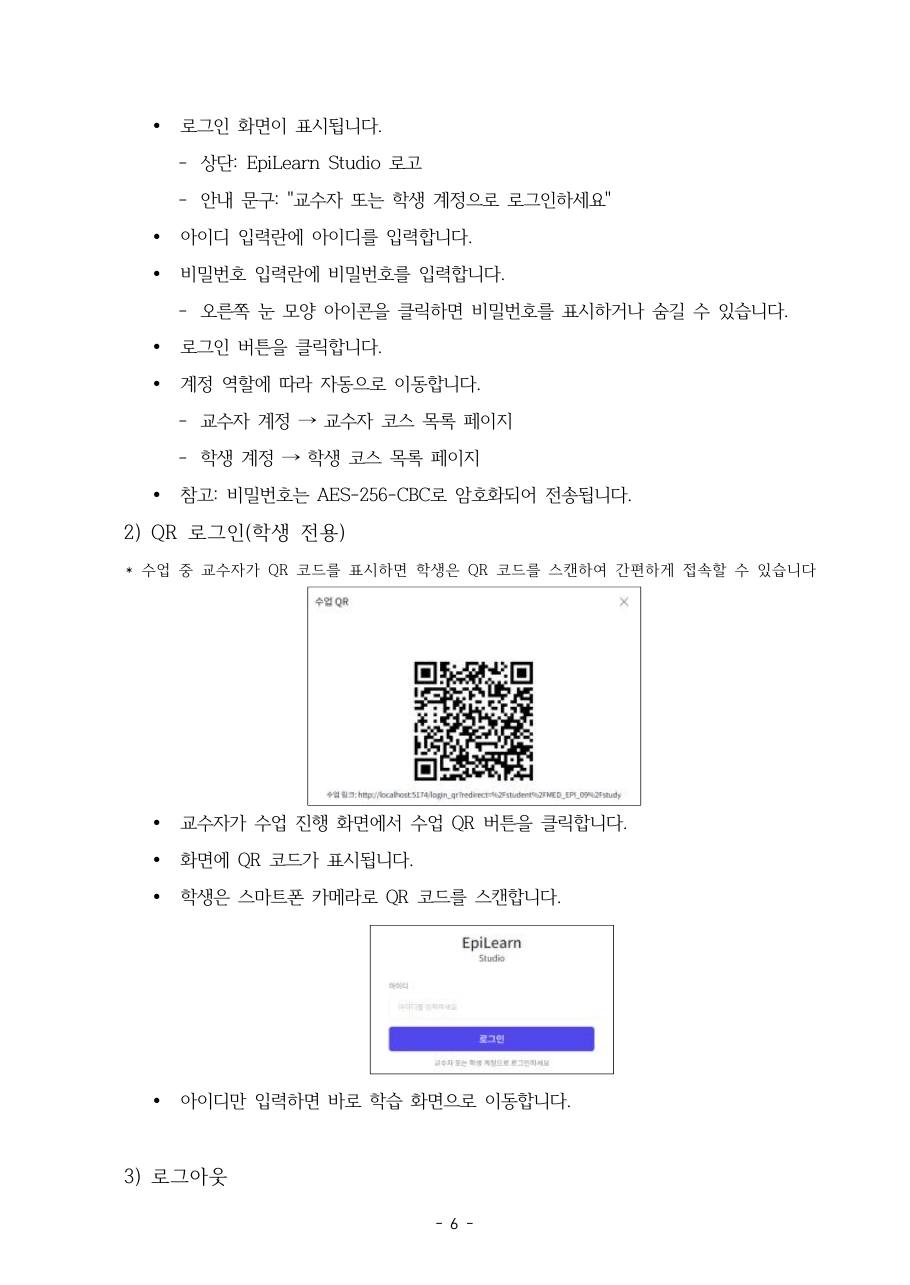 • 로그인 화면이 표시됩니다.
- 상단: EpiLearn Studio 로고
- 안내 문구: "교수자 또는 학생 계정으로 로그인하세요"
• 아이디 입력란에 아이디를 입력합니다.
• 비밀번호 입력란에 비밀번호를 입력합니다.
- 오른쪽 눈 모양 아이콘을 클릭하면 비밀번호를 표시하거나 숨길 수 있습니다.
• 로그인 버튼을 클릭합니다.
• 계정 역할에 따라 자동으로 이동합니다.
- 교수자 계정 → 교수자 코스 목록 페이지
- 학생 계정 → 학생 코스 목록 페이지
• 참고: 비밀번호는 AES-256-CBC로 암호화되어 전송됩니다.
2) QR 로그인(학생 전용)
* 수업 중 교수자가 QR 코드를 표시하면 학생은 QR 코드를 스캔하여 간편하게 접속할 수 있습니다
수업 QR
수업 링크: http://localhost:5174/login_qr?redirect=%2Fstudent%2FMED_EPI_09%2Fstudy
• 교수자가 수업 진행 화면에서 수업 QR 버튼을 클릭합니다.
• 화면에 QR 코드가 표시됩니다.
• 학생은 스마트폰 카메라로 QR 코드를 스캔합니다.
EpiLearn
Studio
아이디
아이디를 입력하세요
로그인
교수자 또는 학생 계정으로 로그인하세요
• 아이디만 입력하면 바로 학습 화면으로 이동합니다.
3) 로그아웃
- 6 -